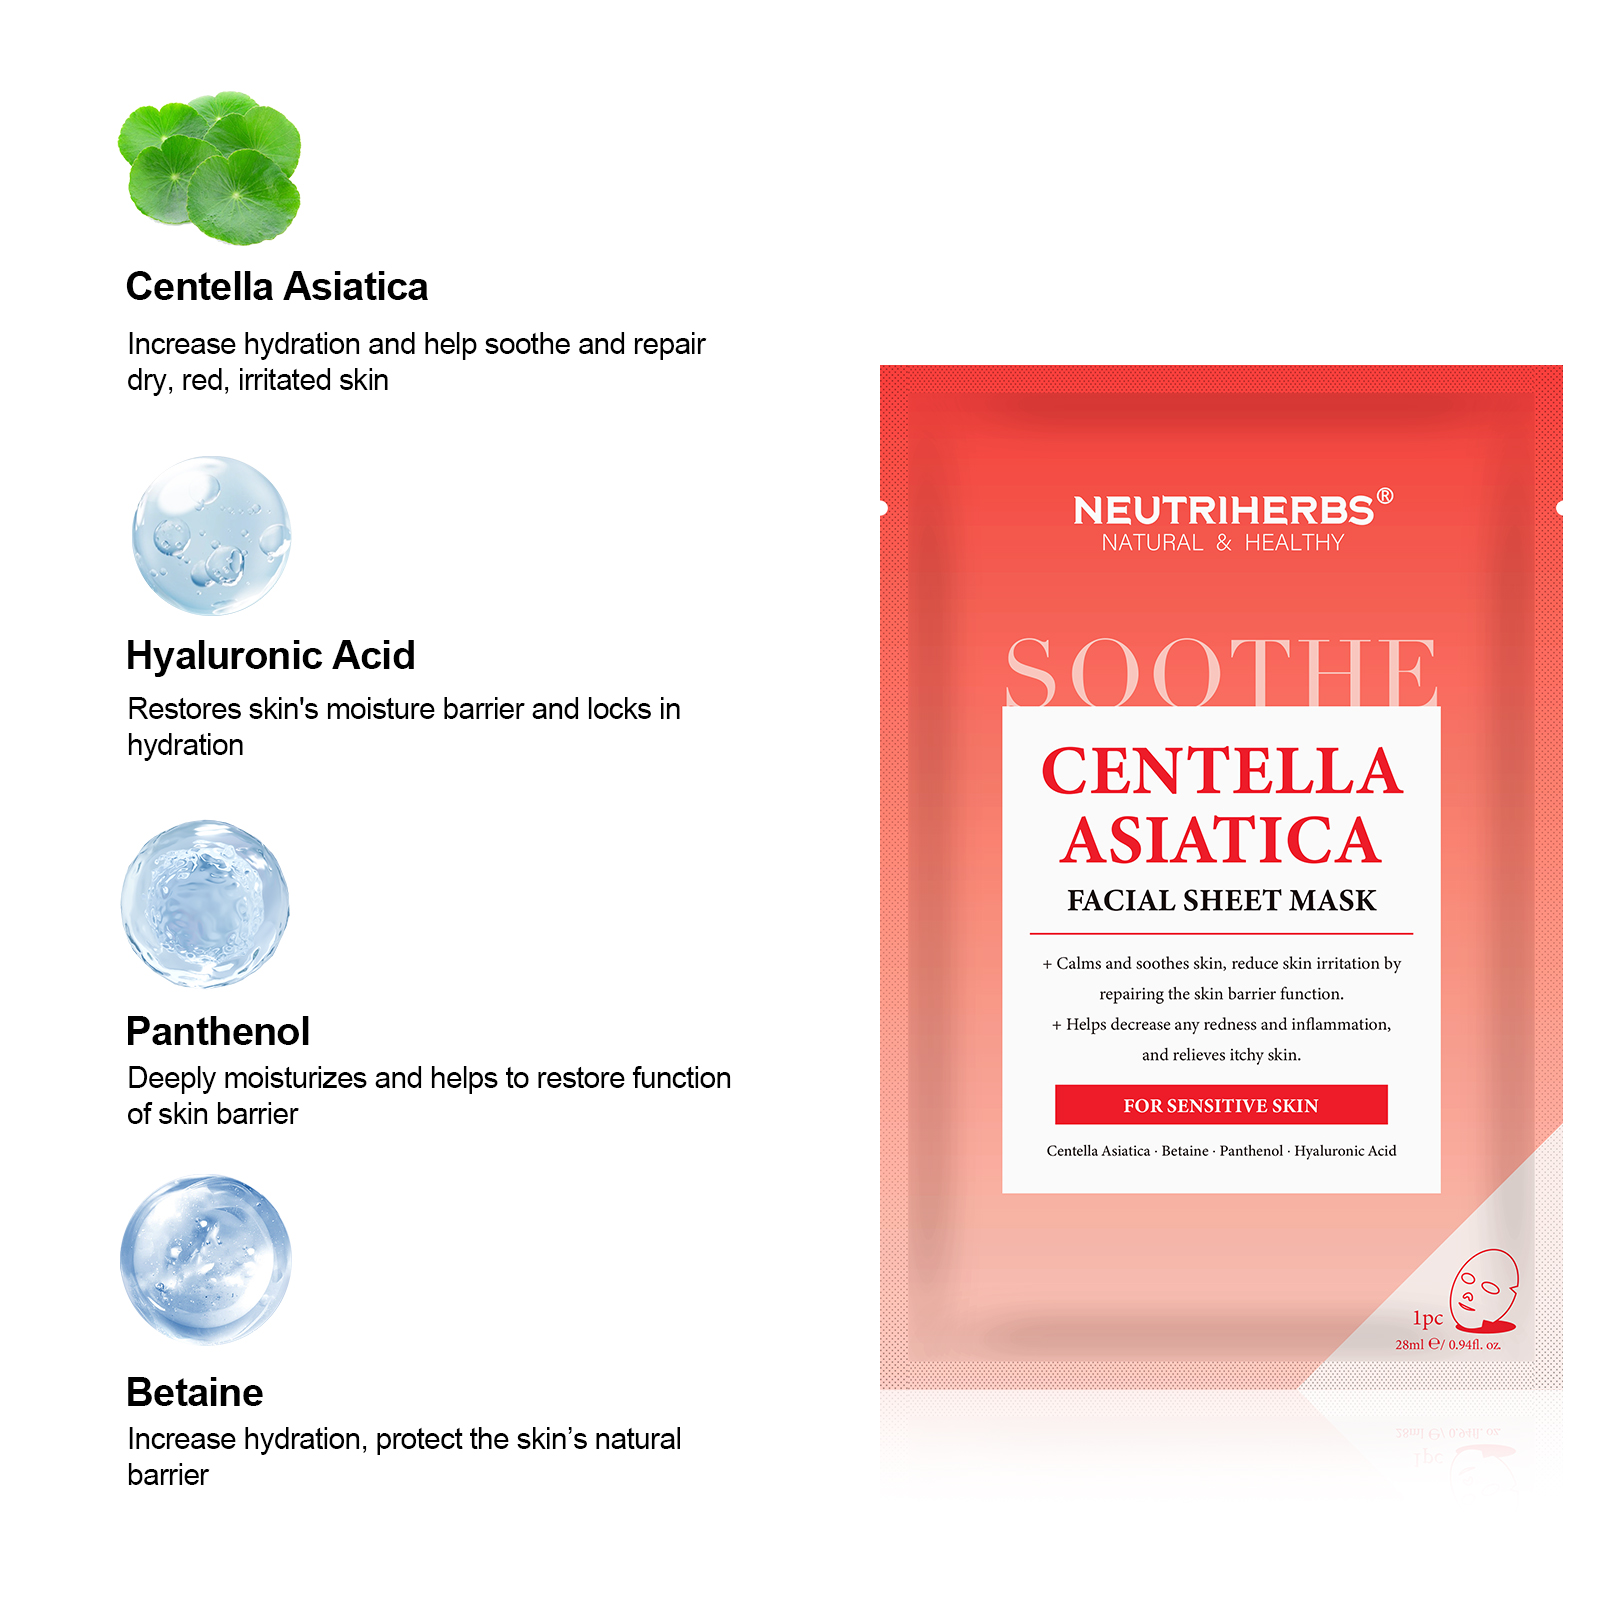 Centella Asiatica
Increase hydration and help soothe and repair
dry, red, irritated skin
Hyaluronic Acid
Restores skin's moisture barrier and locks in
hydration
Panthenol
Deeply moisturizes and helps to restore function
of skin barrier
Betaine
Increase hydration, protect the skin’s natural
barrier
NEUTRIHERBS®
NATURAL & HEALTHY
SOOTHE
CENTELLA
ASIATICA
FACIAL SHEET MASK
+ Calms and soothes skin, reduce skin irritation by
repairing the skin barrier function.
+ Helps decrease any redness and inflammation,
and relieves itchy skin.
FOR SENSITIVE SKIN
Centella Asiatica · Betaine · Panthenol · Hyaluronic Acid
1pc
28ml ℮/ 0.94fl. oz.